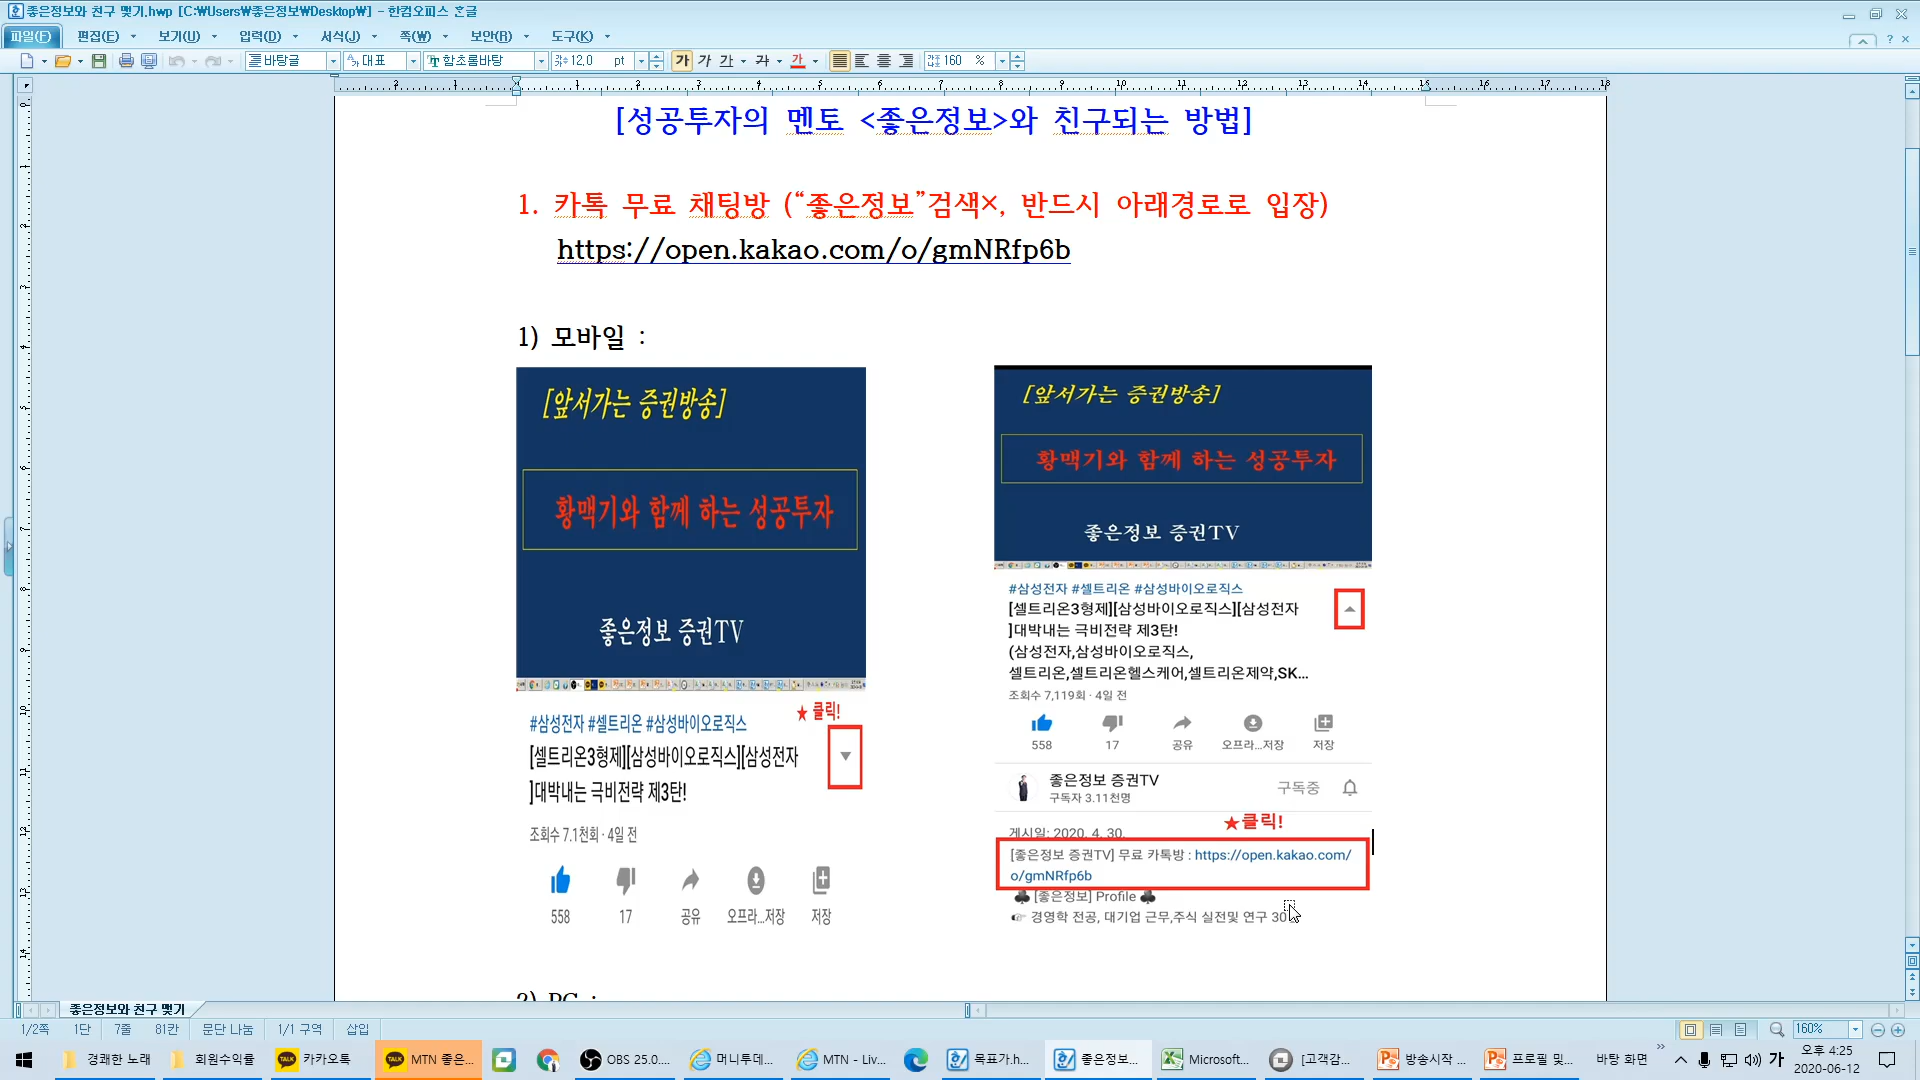 좋은정보와 친구 맺기.hwp [C:₩Users₩좋은정보₩Desktop₩] - 한컴오피스 한글
파일(F) 편집(E) 보기(U) 입력(D) 서식(J) 쪽(W) 보안(R) 도구(K)
바탕글 대표 함초롬바탕 12.0 pt 가 가 가 가 가 160 %
[성공투자의 멘토 <좋은정보>와 친구되는 방법]
1. 카톡 무료 채팅방 (“좋은정보”검색×, 반드시 아래경로로 입장)
https://open.kakao.com/o/gmNRfp6b
1) 모바일 :
[앞서가는 증권방송]
황맥기와 함께 하는 성공투자
좋은정보 증권TV
★ 클릭!
#삼성전자 #셀트리온 #삼성바이오로직스
[셀트리온3형제][삼성바이오로직스][삼성전자
]대박내는 극비전략 제3탄!
조회수 7.1천회 · 4일 전
558 17 공유 오프라...저장 저장
[앞서가는 증권방송]
황맥기와 함께 하는 성공투자
좋은정보 증권TV
#삼성전자 #셀트리온 #삼성바이오로직스
[셀트리온3형제][삼성바이오로직스][삼성전자
]대박내는 극비전략 제3탄!
(삼성전자,삼성바이오로직스,
셀트리온,셀트리온헬스케어,셀트리온제약,SK...
조회수 7,119회 · 4일 전
558 17 공유 오프라...저장 저장
좋은정보 증권TV
구독자 3.11천명
구독중
★클릭!
게시일: 2020. 4. 30.
[좋은정보 증권TV] 무료 카톡방 : https://open.kakao.com/
o/gmNRfp6b
♣ [좋은정보] Profile ♣
☞ 경영학 전공, 대기업 근무,주식 실전및 연구 30
2) PC :
좋은정보와 친구 맺기
1/2쪽 1단 7줄 81칸 문단 나눔 1/1 구역 삽입 160%
경쾌한 노래 회원수익률 카카오톡 MTN 좋은... OBS 25.0.... 머니투데... MTN - Liv... 목표가.h... 좋은정보... Microsoft... [고객감... 방송시작 ... 프로필 및... 바탕 화면 가 오후 4:25
2020-06-12